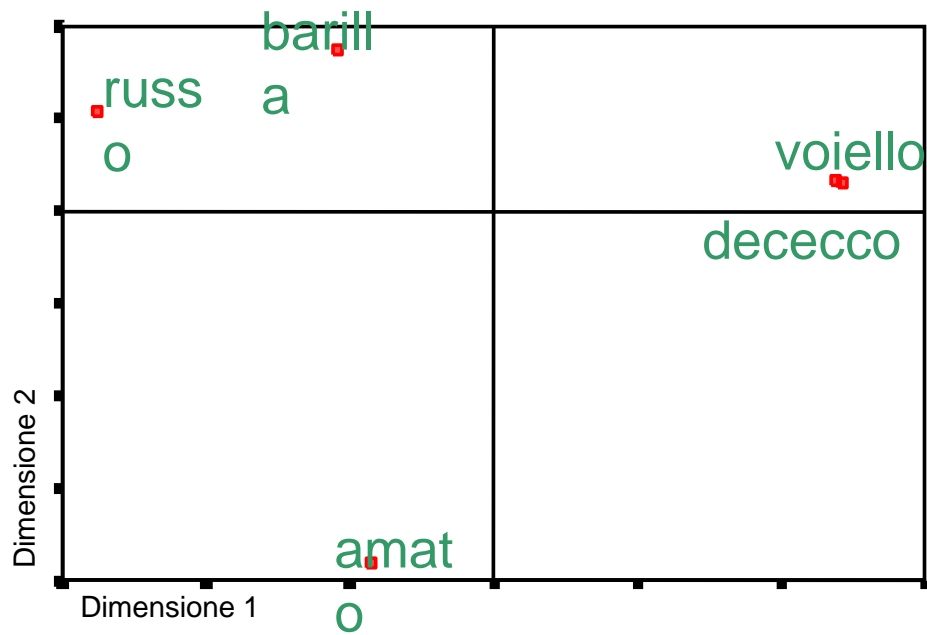 barill
a
russ
o
voiello
dececco
amat
o
Dimensione 1
Dimensione 2